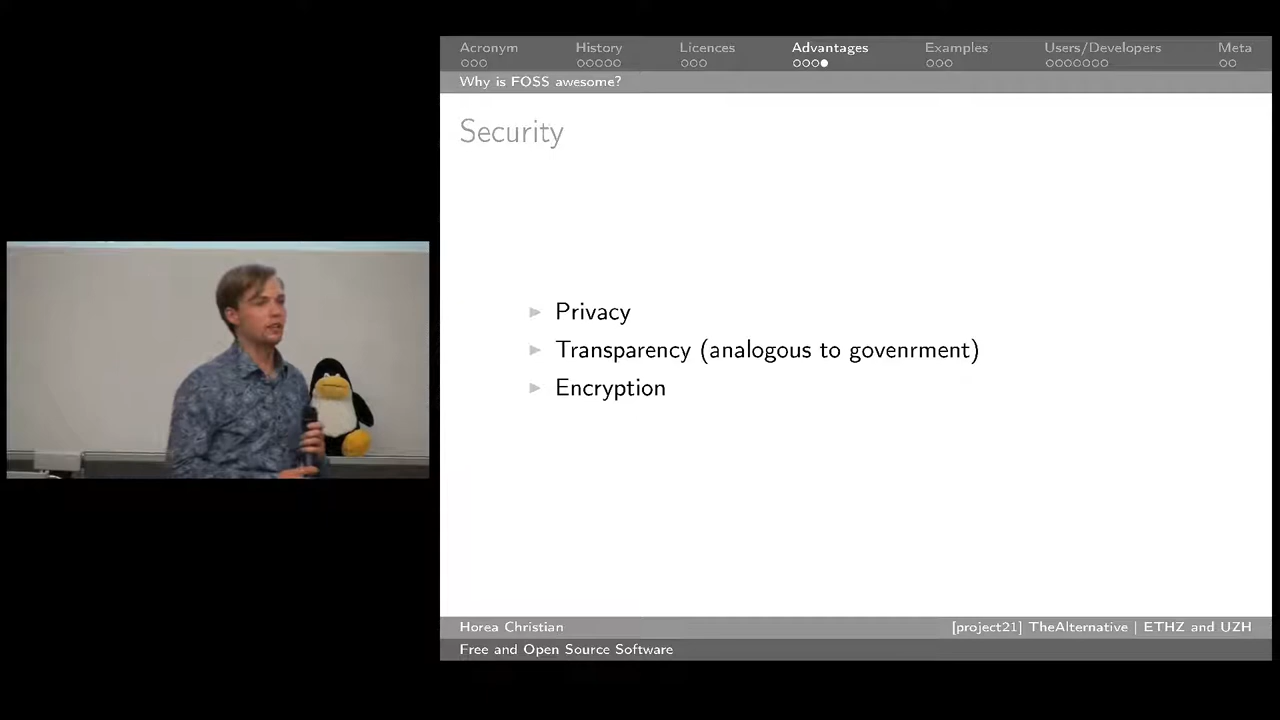 Acronym History Licences Advantages Examples Users/Developers Meta
Why is FOSS awesome?
Security
Privacy
Transparency (analogous to govenrment)
Encryption
Horea Christian [project21] TheAlternative | ETHZ and UZH
Free and Open Source Software